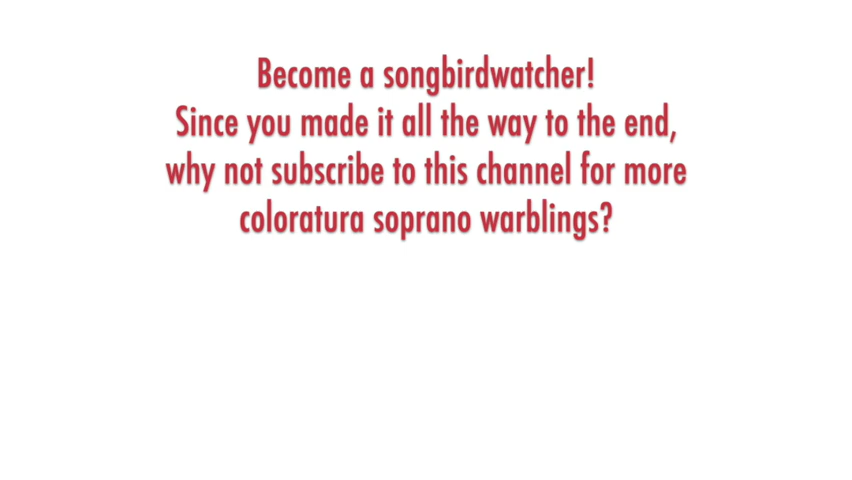 Become a songbirdwatcher!
Since you made it all the way to the end,
why not subscribe to this channel for more
coloratura soprano warblings?